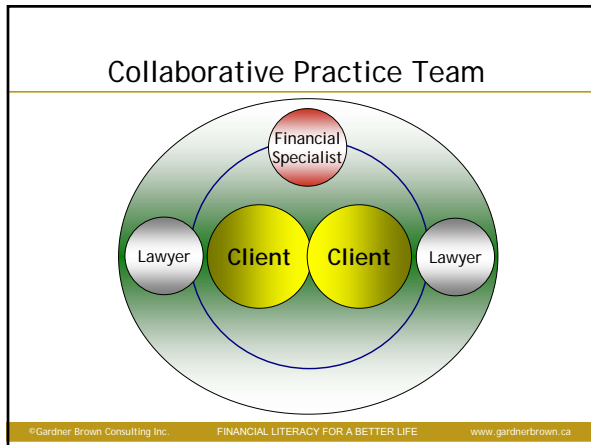 Collaborative Practice Team
Financial
Specialist
Lawyer
Client
Client
Lawyer
©Gardner Brown Consulting Inc. FINANCIAL LITERACY FOR A BETTER LIFE www.gardnerbrown.ca